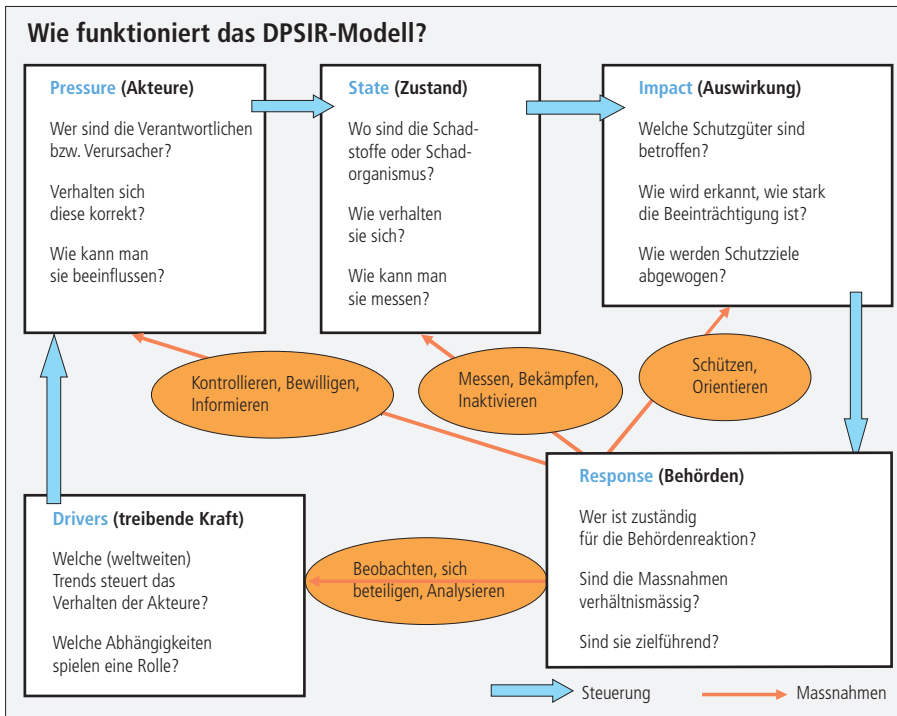 Wie funktioniert das DPSIR-Modell?
Pressure (Akteure)
Wer sind die Verantwortlichen
bzw. Verursacher?
Verhalten sich
diese korrekt?
Wie kann man
sie beeinflussen?
State (Zustand)
Wo sind die Schad-
stoffe oder Schad-
organismus?
Wie verhalten
sie sich?
Wie kann man
sie messen?
Impact (Auswirkung)
Welche Schutzgüter sind
betroffen?
Wie wird erkannt, wie stark
die Beeinträchtigung ist?
Wie werden Schutzziele
abgewogen?
Kontrollieren, Bewilligen,
Informieren
Messen, Bekämpfen,
Inaktivieren
Schützen,
Orientieren
Drivers (treibende Kraft)
Welche (weltweiten)
Trends steuert das
Verhalten der Akteure?
Welche Abhängigkeiten
spielen eine Rolle?
Beobachten, sich
beteiligen, Analysieren
Response (Behörden)
Wer ist zuständig
für die Behördenreaktion?
Sind die Massnahmen
verhältnismässig?
Sind sie zielführend?
Steuerung
Massnahmen